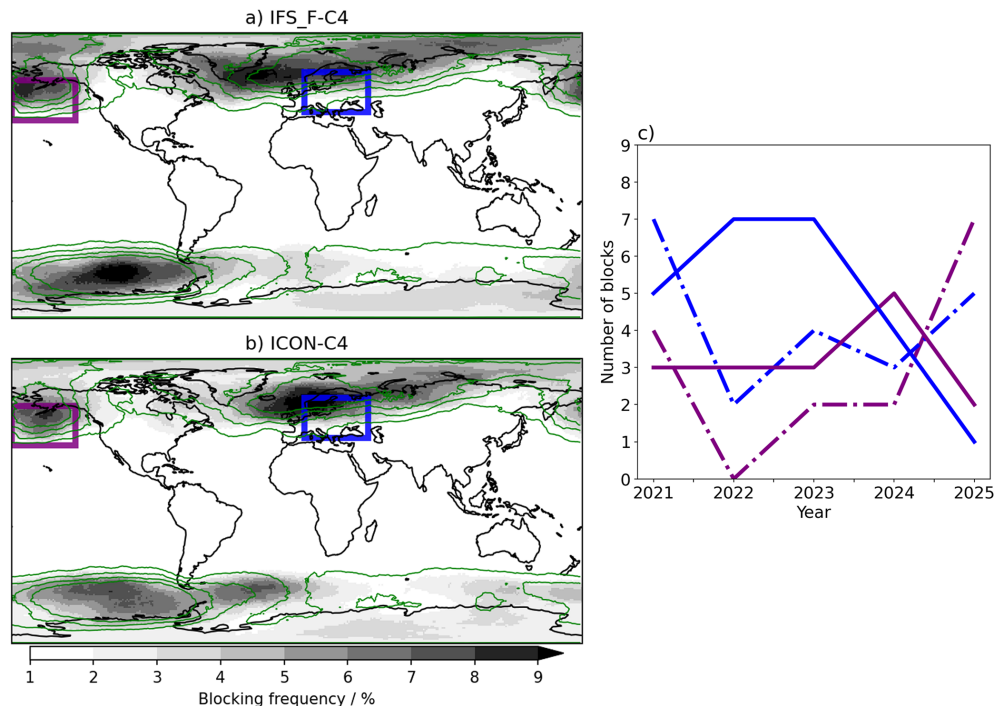 a) IFS_F-C4
b) ICON-C4
1 2 3 4 5 6 7 8 9
Blocking frequency / %
c)
9
8
7
6
5
4
3
2
1
0
Number of blocks
2021 2022 2023 2024 2025
Year